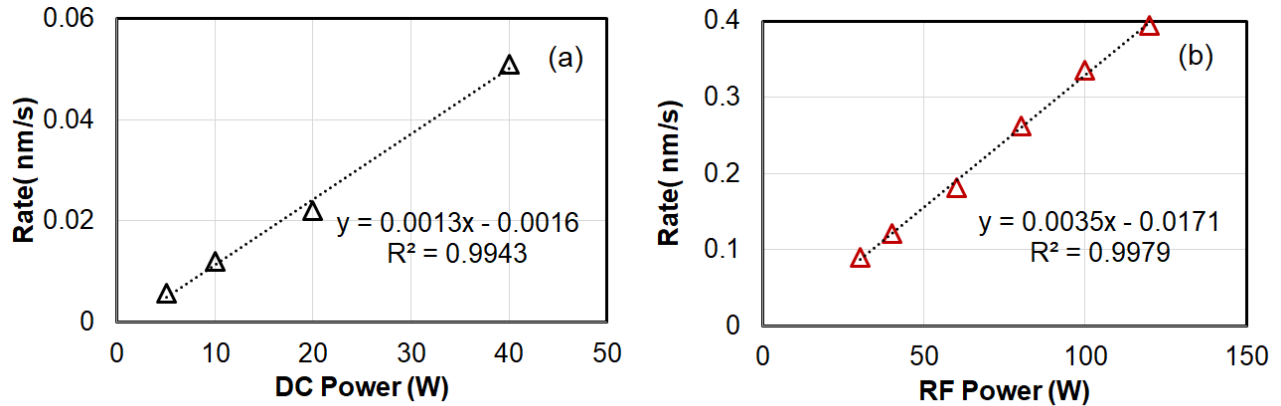 0.06
0.04
0.02
0
Rate( nm/s)
(a)
y = 0.0013x - 0.0016
R² = 0.9943
0 10 20 30 40 50
DC Power (W)
0.4
0.3
0.2
0.1
0
Rate( nm/s)
(b)
y = 0.0035x - 0.0171
R² = 0.9979
0 50 100 150
RF Power (W)